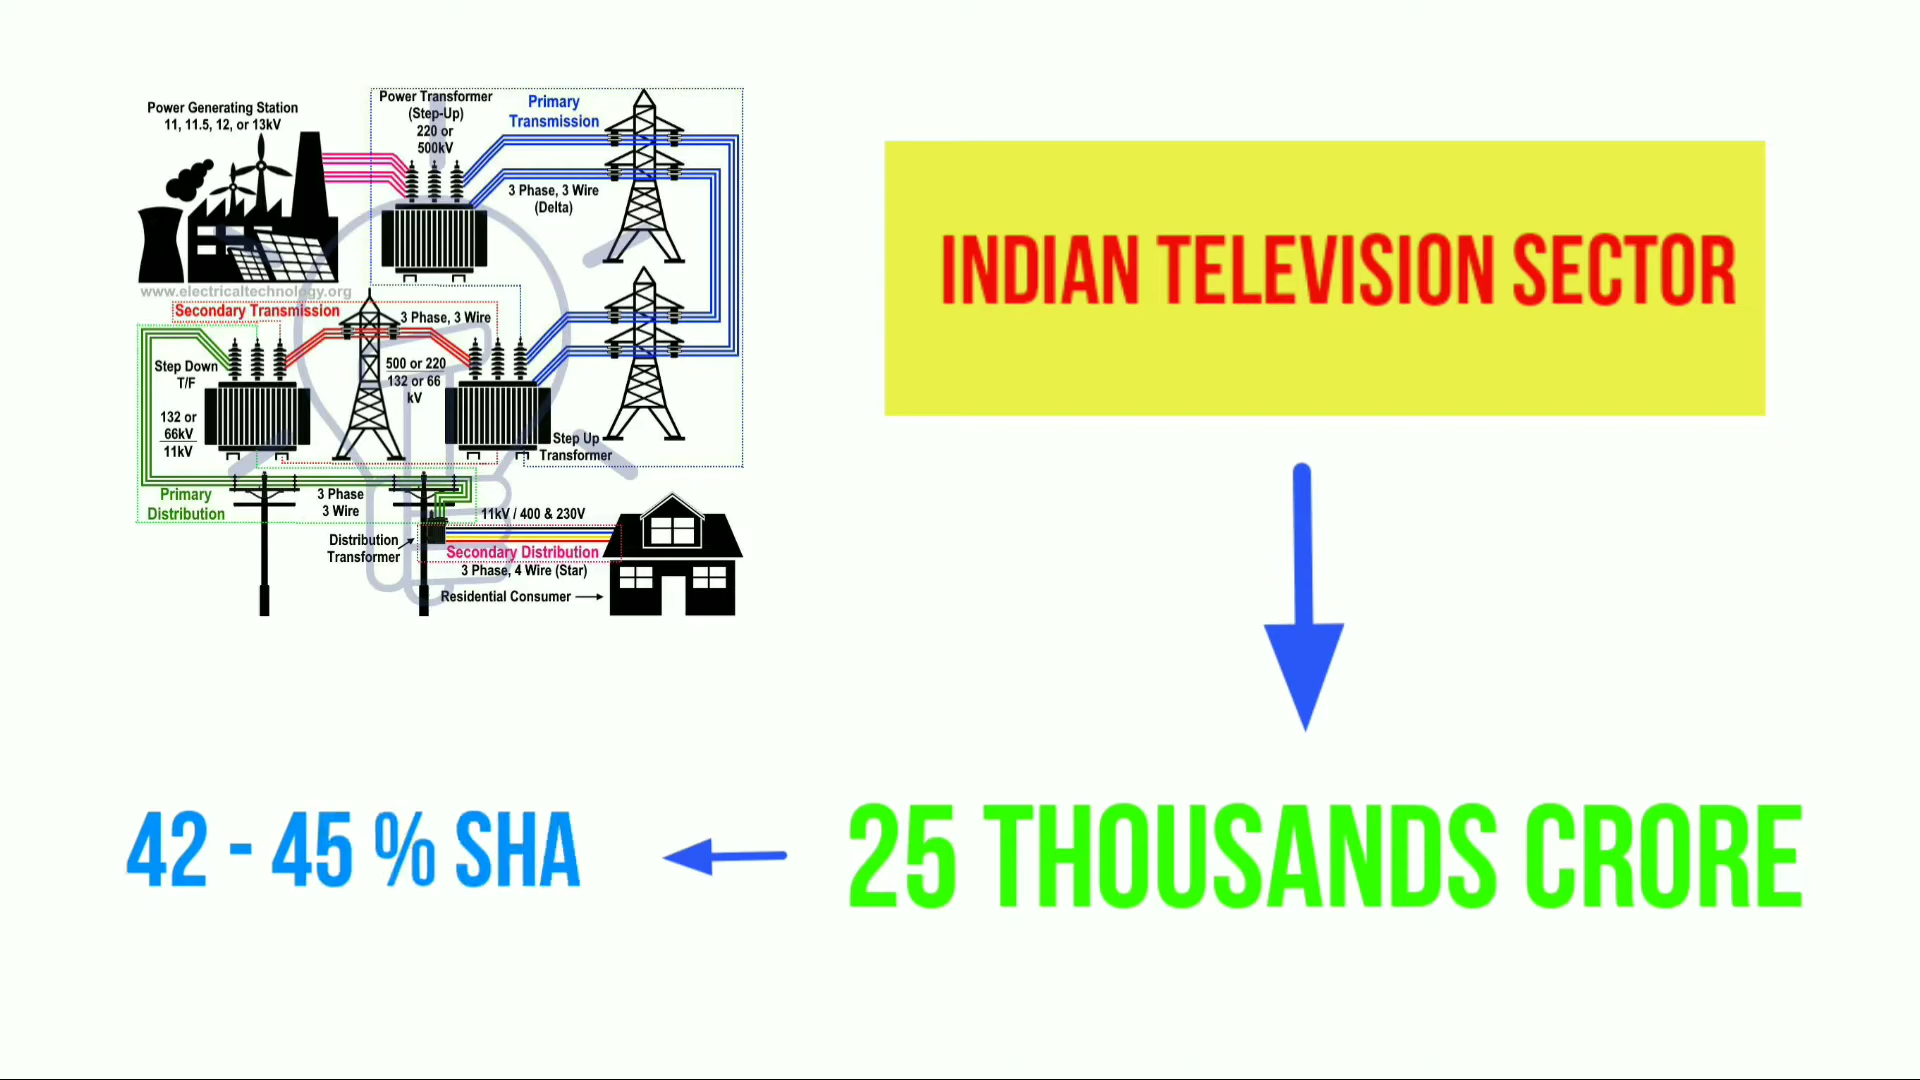 Power Generating Station
11, 11.5, 12, or 13kV
Power Transformer
(Step-Up)
220 or
500kV
Primary
Transmission
3 Phase, 3 Wire
(Delta)
www.electricaltechnology.org
Secondary Transmission
3 Phase, 3 Wire
Step Down
T/F
132 or
66kV
11kV
500 or 220
132 or 66
kV
Step Up
Transformer
Primary
Distribution
3 Phase
3 Wire
11kV / 400 & 230V
Distribution
Transformer
Secondary Distribution
3 Phase, 4 Wire (Star)
Residential Consumer
INDIAN TELEVISION SECTOR
25 THOUSANDS CRORE
42 - 45 % SHA